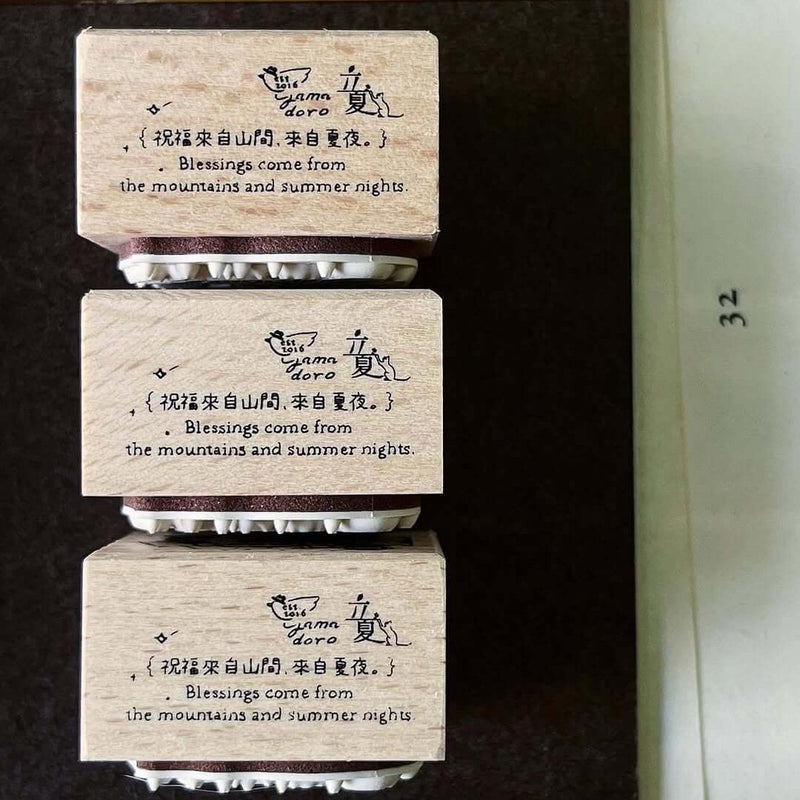 est
2016
yama
doro
立夏
{祝福來自山間、來自夏夜。}
Blessings come from
the mountains and summer nights.
est
2016
yama
doro
立夏
{祝福來自山間、來自夏夜。}
Blessings come from
the mountains and summer nights.
est
2016
yama
doro
立夏
{祝福來自山間、來自夏夜。}
Blessings come from
the mountains and summer nights.
32